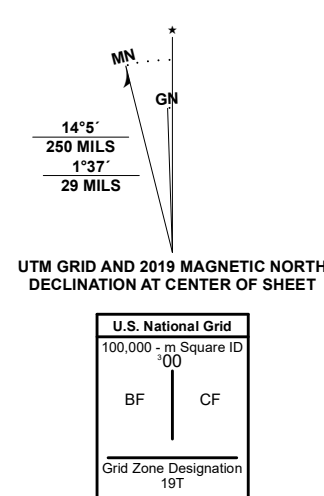 ★
MN
GN
14°5´
250 MILS
1°37´
29 MILS
UTM GRID AND 2019 MAGNETIC NORTH
DECLINATION AT CENTER OF SHEET
U.S. National Grid
100,000 - m Square ID
³00
BF CF
Grid Zone Designation
19T